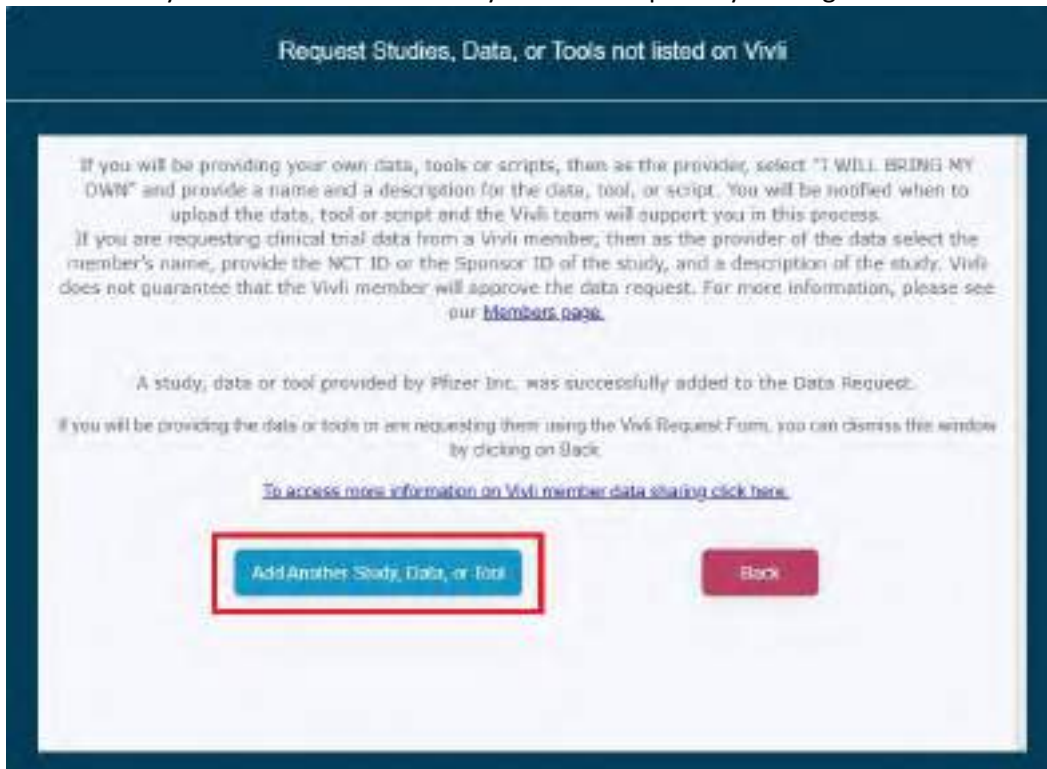 Request Studies, Data, or Tools not listed on Vivli
If you will be providing your own data, tools or scripts, then as the provider, select "I WILL BRING MY
OWN" and provide a name and a description for the data, tool, or script. You will be notified when to
upload the data, tool or script and the Vivli team will support you in this process.
If you are requesting clinical trial data from a Vivli member, then as the provider of the data select the
member's name, provide the NCT ID or the Sponsor ID of the study, and a description of the study. Vivli
does not guarantee that the Vivli member will approve the data request. For more information, please see
our Members page.
A study, data or tool provided by Pfizer Inc. was successfully added to the Data Request.
If you will be providing the data or tools or are requesting them using the Vivli Request Form, you can dismiss this window
by clicking on Back
To access more information on Vivli member data sharing click here.
Add Another Study, Data, or Tool
Back